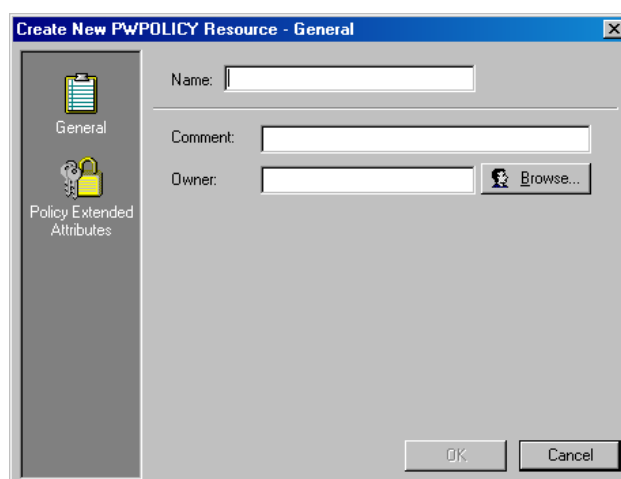 Create New PWPOLICY Resource - General
General
Policy Extended
Attributes
Name:
Comment:
Owner:
Browse...
OK
Cancel